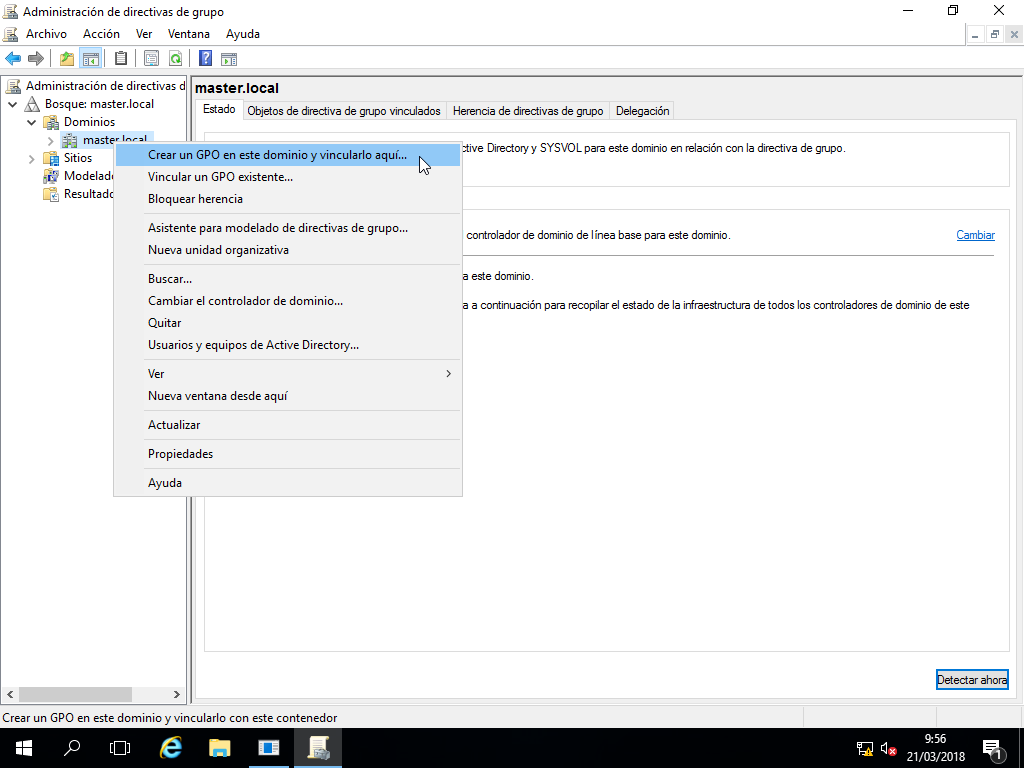 Administración de directivas de grupo
Archivo Acción Ver Ventana Ayuda
Administración de directivas d
Bosque: master.local
Dominios
master.local
Sitios
Modelado
Resultado
master.local
Estado Objetos de directiva de grupo vinculados Herencia de directivas de grupo Delegación
ctive Directory y SYSVOL para este dominio en relación con la directiva de grupo.
controlador de dominio de línea base para este dominio. Cambiar
a este dominio.
a a continuación para recopilar el estado de la infraestructura de todos los controladores de dominio de este
Crear un GPO en este dominio y vincularlo aquí...
Vincular un GPO existente...
Bloquear herencia
Asistente para modelado de directivas de grupo...
Nueva unidad organizativa
Buscar...
Cambiar el controlador de dominio...
Quitar
Usuarios y equipos de Active Directory...
Ver
Nueva ventana desde aquí
Actualizar
Propiedades
Ayuda
Detectar ahora
Crear un GPO en este dominio y vincularlo con este contenedor
9:56
21/03/2018
1